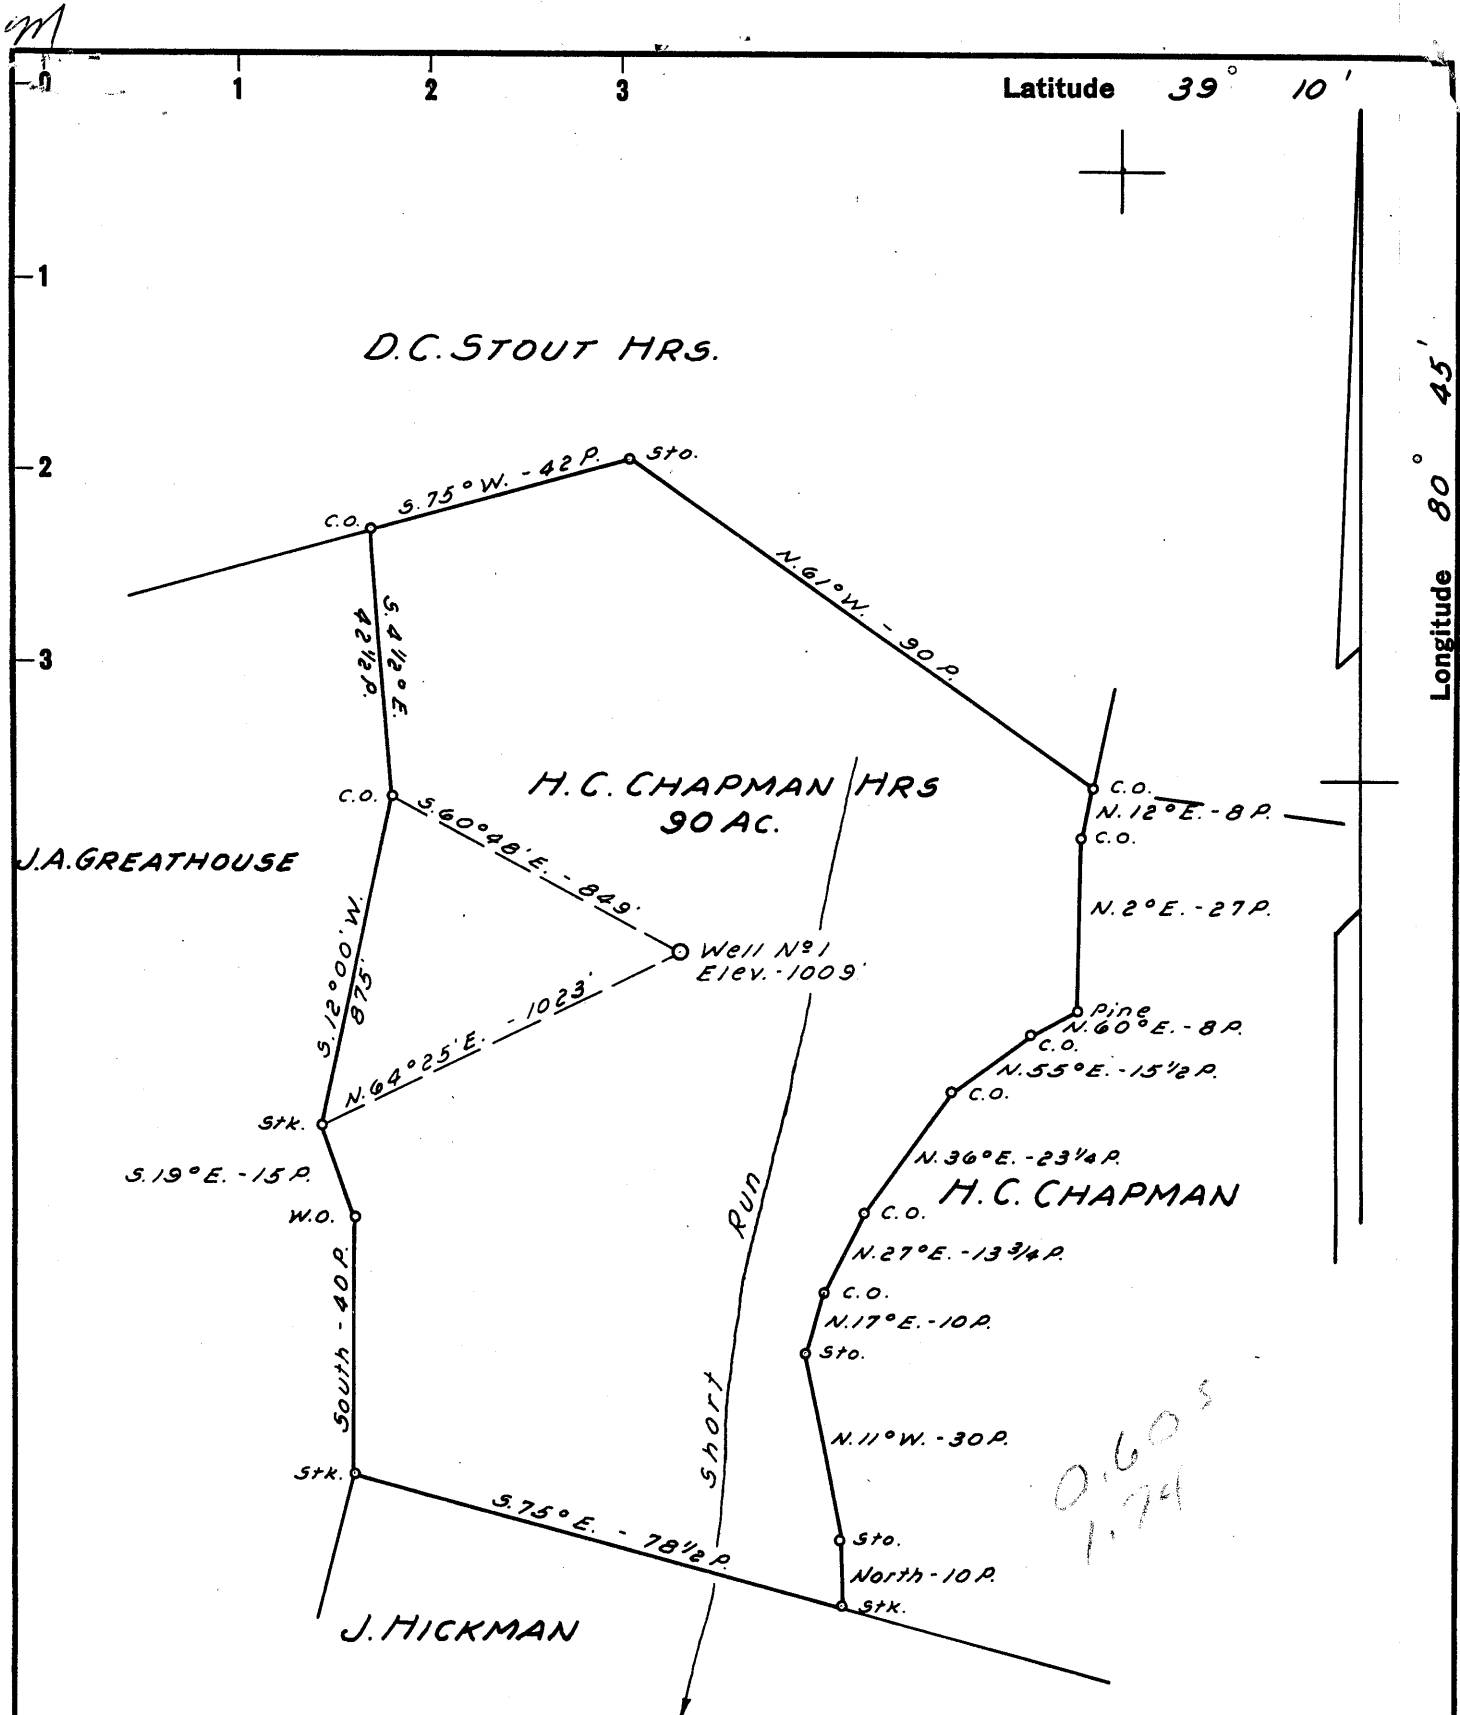 m
0 1 2 3 Latitude 39° 10'
1
Longitude 80° 45'
D.C. STOUT HRS.
2
S.75°W. - 42 P.
Sto.
C.O.
N.61°W. - 90 P.
S.4½°E.
42½P.
3
C.O.
S.60°48'E. - 849'
H.C. CHAPMAN HRS
90 AC.
C.O.
N.12°E. - 8 P.
C.O.
J.A. GREATHOUSE
N.2°E. - 27 P.
S.12°00'W.
875'
Well Nº 1
Elev. - 1009'
N.64°25'E. - 1023'
Pine
N.60°E. - 8 P.
C.O.
N.55°E. - 15½ P.
C.O.
Stk.
S.19°E. - 15 P.
N.36°E. - 23¼ P.
H.C. CHAPMAN
W.O.
C.O.
N.27°E. - 13¾ P.
C.O.
N.17°E. - 10 P.
Sto.
South - 40 P.
Short Run
N.11°W. - 30 P.
0.60 S
1.74
Stk.
S.75°E. - 78½ P.
Sto.
North - 10 P.
Stk.
J. HICKMAN